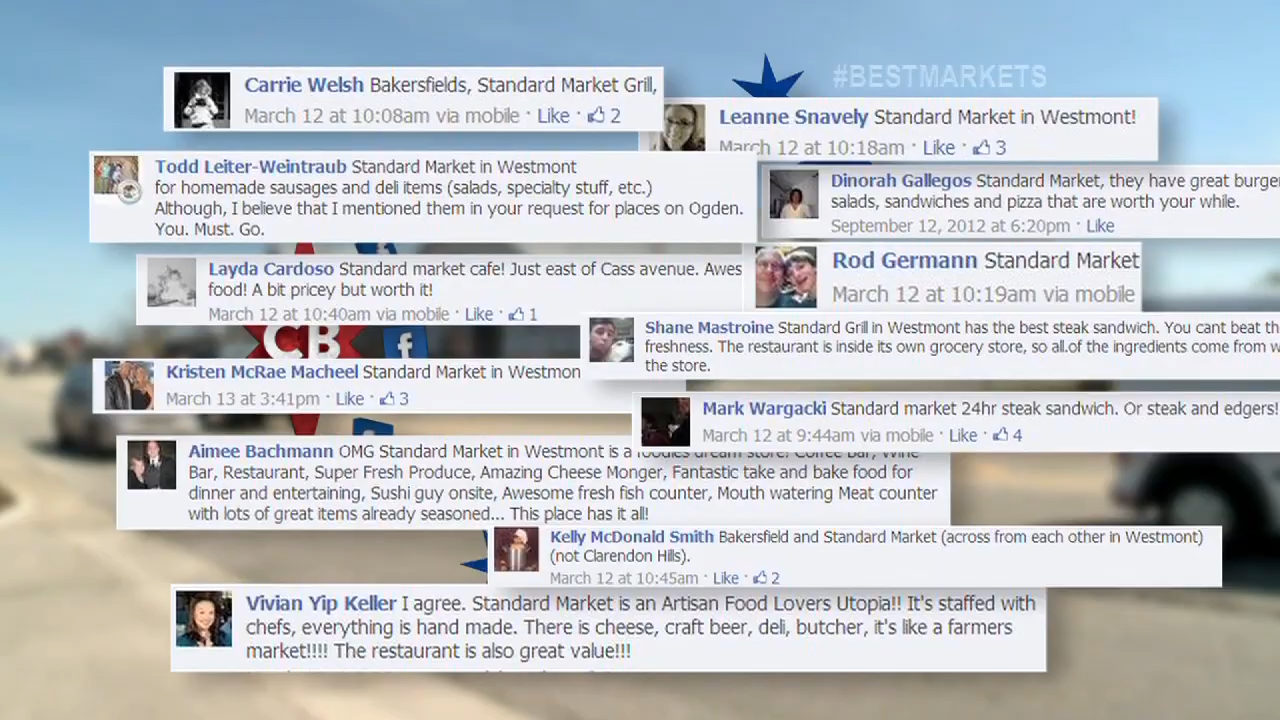 #BESTMARKETS
Carrie Welsh Bakersfields, Standard Market Grill,
March 12 at 10:08am via mobile · Like · 2
Leanne Snavely Standard Market in Westmont!
March 12 at 10:18am · Like · 3
Todd Leiter-Weintraub Standard Market in Westmont
for homemade sausages and deli items (salads, specialty stuff, etc.)
Although, I believe that I mentioned them in your request for places on Ogden.
You. Must. Go.
Dinorah Gallegos Standard Market, they have great burge
salads, sandwiches and pizza that are worth your while.
September 12, 2012 at 6:20pm · Like
Layda Cardoso Standard market cafe! Just east of Cass avenue. Awes
food! A bit pricey but worth it!
March 12 at 10:40am via mobile · Like · 1
Rod Germann Standard Market
March 12 at 10:19am via mobile
CB
f
Shane Mastroine Standard Grill in Westmont has the best steak sandwich. You cant beat th
freshness. The restaurant is inside its own grocery store, so all.of the ingredients come from w
the store.
Kristen McRae Macheel Standard Market in Westmon
March 13 at 3:41pm · Like · 3
Mark Wargacki Standard market 24hr steak sandwich. Or steak and edgers!
March 12 at 9:44am via mobile · Like · 4
Aimee Bachmann OMG Standard Market in Westmont is a foodies dream store! Coffee Bar, Wine
Bar, Restaurant, Super Fresh Produce, Amazing Cheese Monger, Fantastic take and bake food for
dinner and entertaining, Sushi guy onsite, Awesome fresh fish counter, Mouth watering Meat counter
with lots of great items already seasoned... This place has it all!
Kelly McDonald Smith Bakersfield and Standard Market (across from each other in Westmont)
(not Clarendon Hills).
March 12 at 10:45am · Like · 2
Vivian Yip Keller I agree. Standard Market is an Artisan Food Lovers Utopia!! It's staffed with
chefs, everything is hand made. There is cheese, craft beer, deli, butcher, it's like a farmers
market!!!! The restaurant is also great value!!!